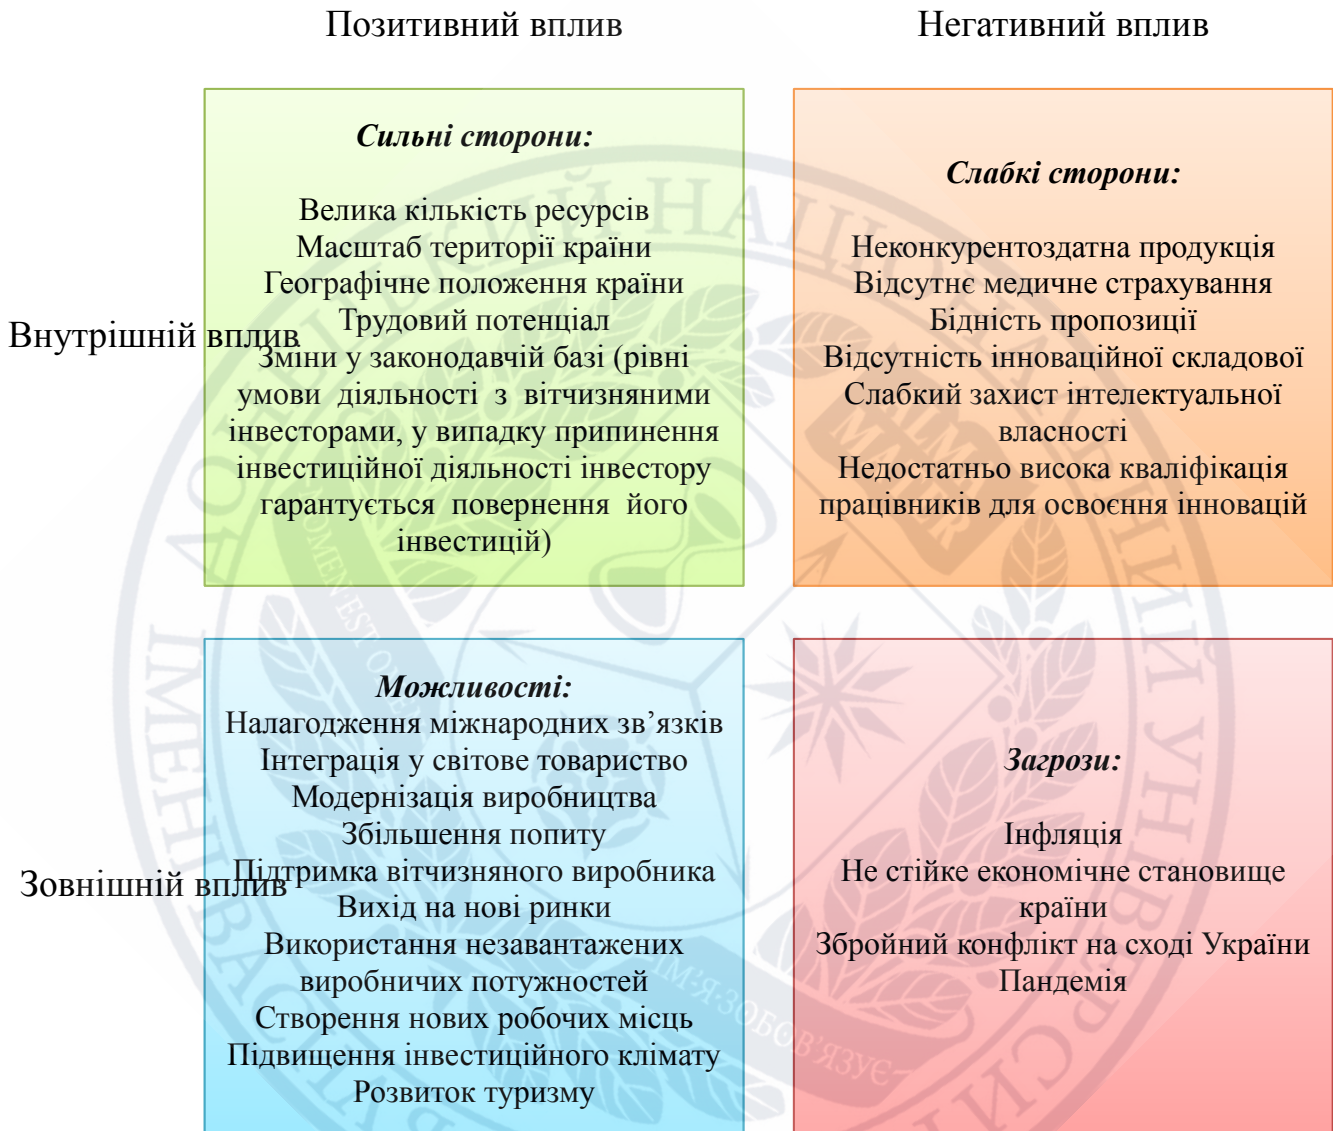 Позитивний вплив
Негативний вплив
Внутрішній вплив
Сильні сторони:
Велика кількість ресурсів
Масштаб території країни
Географічне положення країни
Трудовий потенціал
Зміни у законодавчій базі (рівні
умови діяльності з вітчизняними
інвесторами, у випадку припинення
інвестиційної діяльності інвестору
гарантується повернення його
інвестицій)
Слабкі сторони:
Неконкурентоздатна продукція
Відсутнє медичне страхування
Бідність пропозиції
Відсутність інноваційної складової
Слабкий захист інтелектуальної
власності
Недостатньо висока кваліфікація
працівників для освоєння інновацій
Зовнішній вплив
Можливості:
Налагодження міжнародних зв’язків
Інтеграція у світове товариство
Модернізація виробництва
Збільшення попиту
Підтримка вітчизняного виробника
Вихід на нові ринки
Використання незавантажених
виробничих потужностей
Створення нових робочих місць
Підвищення інвестиційного клімату
Розвиток туризму
Загрози:
Інфляція
Не стійке економічне становище
країни
Збройний конфлікт на сході України
Пандемія